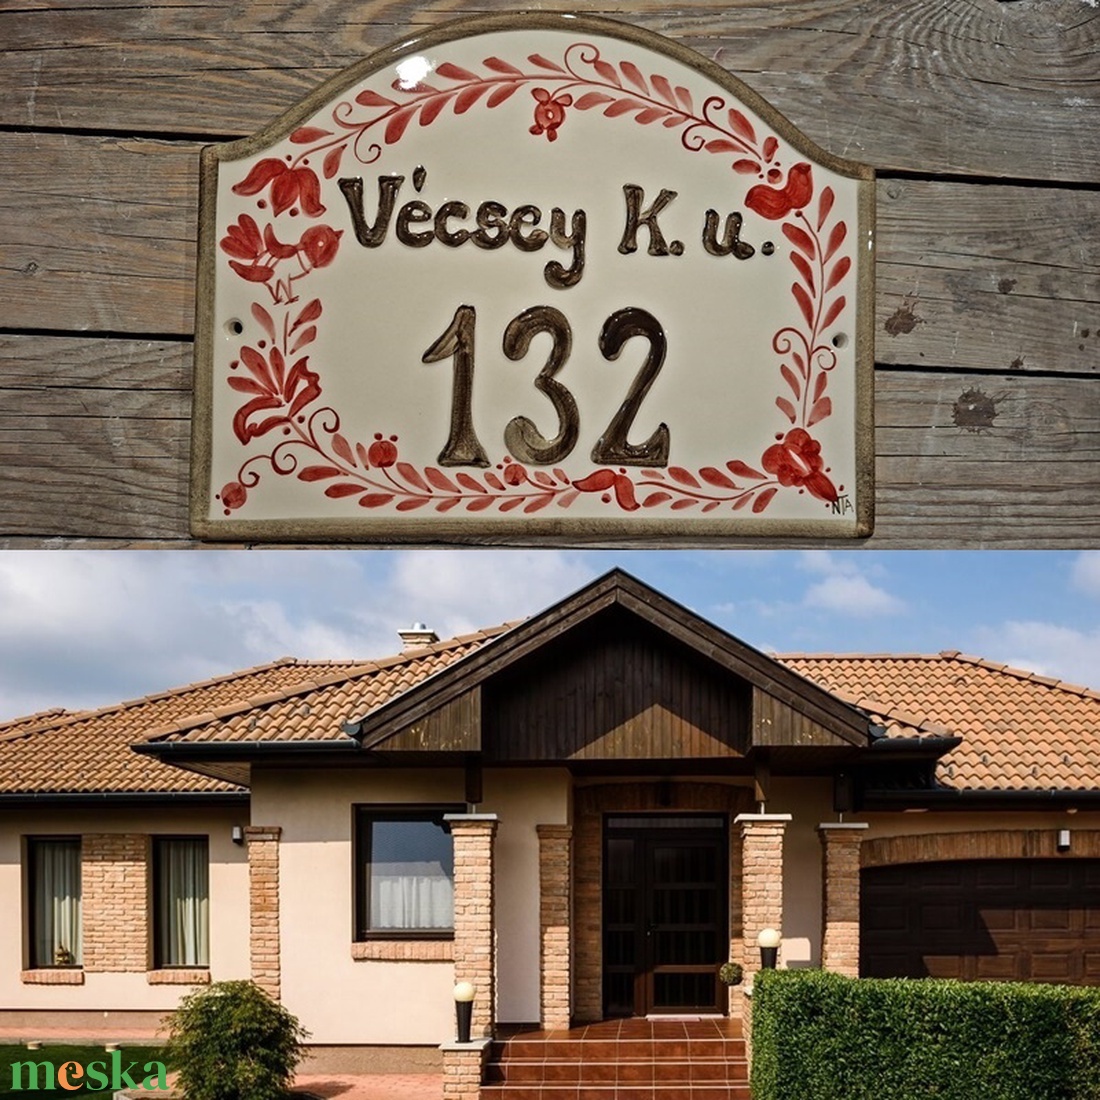 Vécsey K. u.
132
NTA
meska